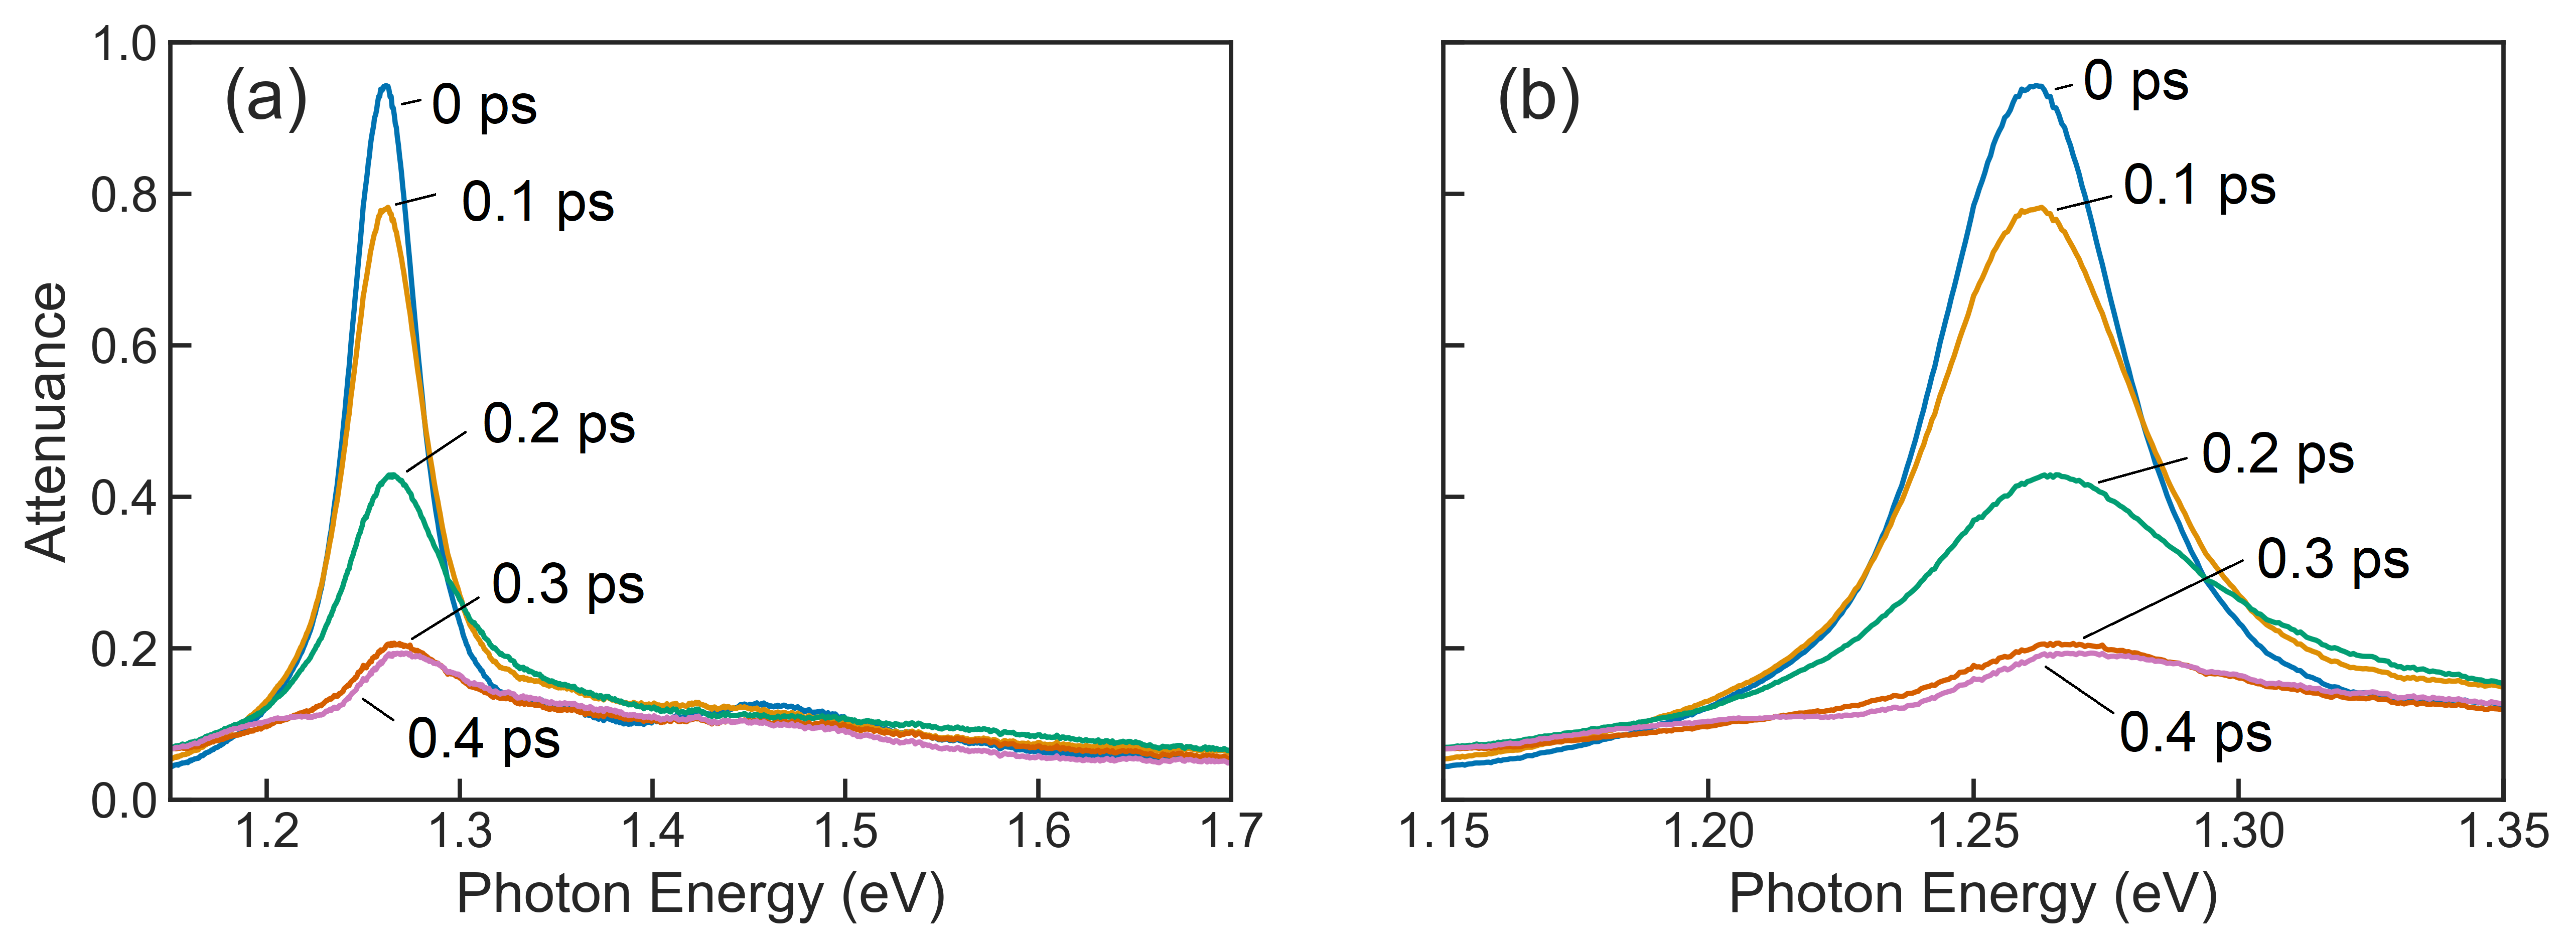 (a)
0 ps
0.1 ps
0.2 ps
0.3 ps
0.4 ps
1.0
0.8
0.6
0.4
0.2
0.0
Attenuance
1.2 1.3 1.4 1.5 1.6 1.7
Photon Energy (eV)
(b)
0 ps
0.1 ps
0.2 ps
0.3 ps
0.4 ps
1.15 1.20 1.25 1.30 1.35
Photon Energy (eV)